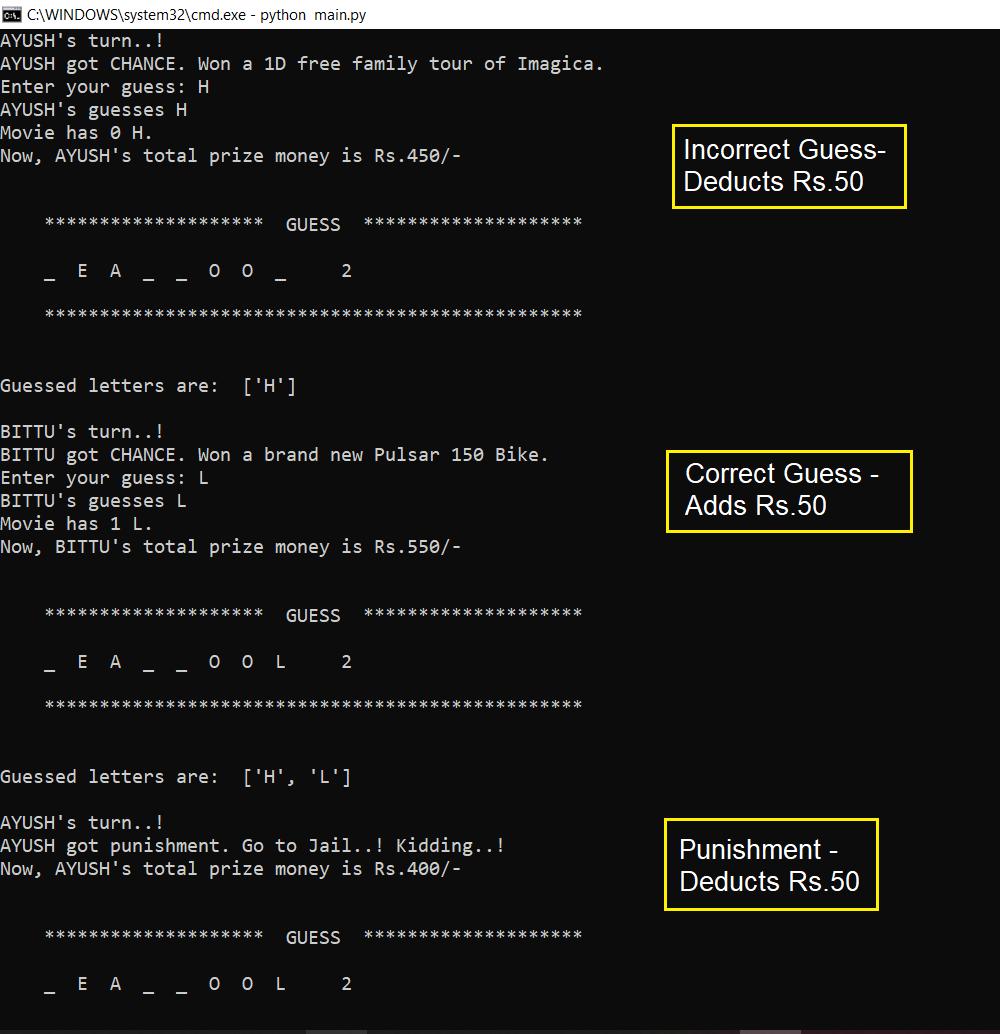 C:\WINDOWS\system32\cmd.exe - python  main.py
AYUSH's turn..!
AYUSH got CHANCE. Won a 1D free family tour of Imagica.
Enter your guess: H
AYUSH's guesses H
Movie has 0 H.
Now, AYUSH's total prize money is Rs.450/-
Incorrect Guess-
Deducts Rs.50
********************  GUESS  ********************
_  E  A  _  _  O  O  _     2
*************************************************
Guessed letters are:  ['H']
BITTU's turn..!
BITTU got CHANCE. Won a brand new Pulsar 150 Bike.
Enter your guess: L
BITTU's guesses L
Movie has 1 L.
Now, BITTU's total prize money is Rs.550/-
Correct Guess -
Adds Rs.50
********************  GUESS  ********************
_  E  A  _  _  O  O  L     2
*************************************************
Guessed letters are:  ['H', 'L']
AYUSH's turn..!
AYUSH got punishment. Go to Jail..! Kidding..!
Now, AYUSH's total prize money is Rs.400/-
Punishment -
Deducts Rs.50
********************  GUESS  ********************
_  E  A  _  _  O  O  L     2